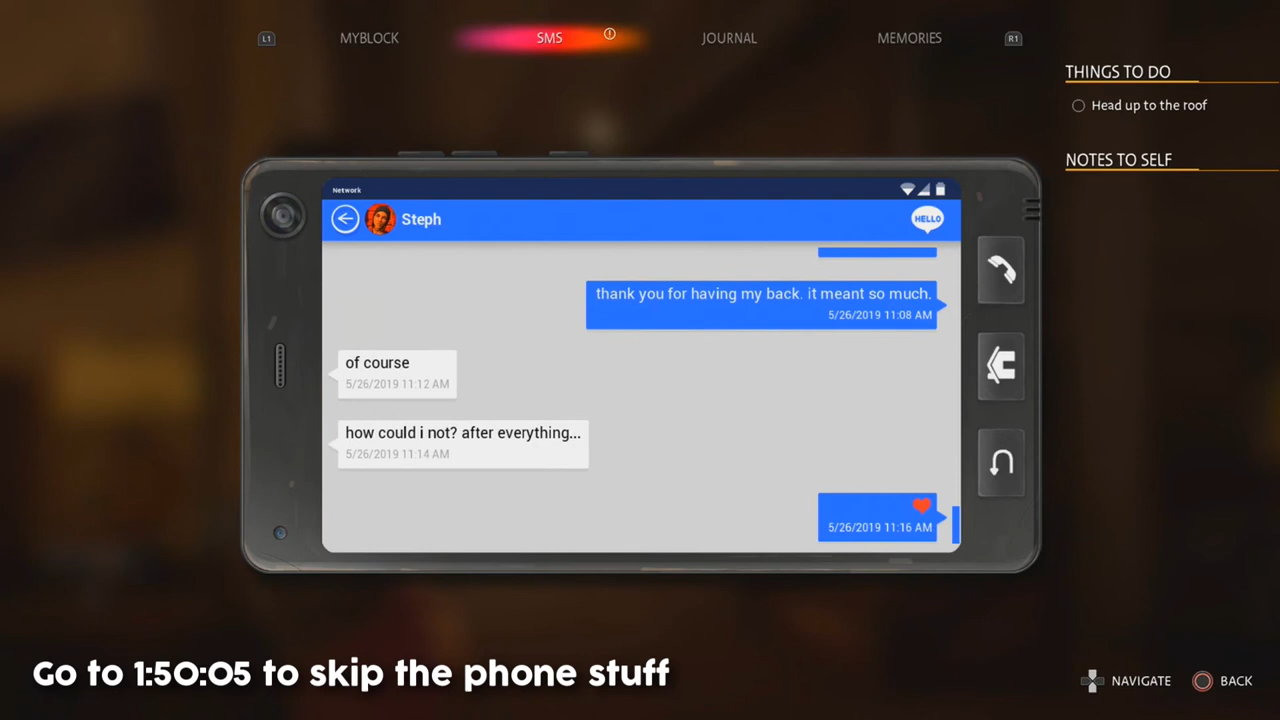 L1
MYBLOCK
SMS
JOURNAL
MEMORIES
R1
THINGS TO DO
Head up to the roof
NOTES TO SELF
Network
Steph
HELLO
thank you for having my back. it meant so much.
5/26/2019 11:08 AM
of course
5/26/2019 11:12 AM
how could i not? after everything...
5/26/2019 11:14 AM
5/26/2019 11:16 AM
Go to 1:50:05 to skip the phone stuff
NAVIGATE
BACK